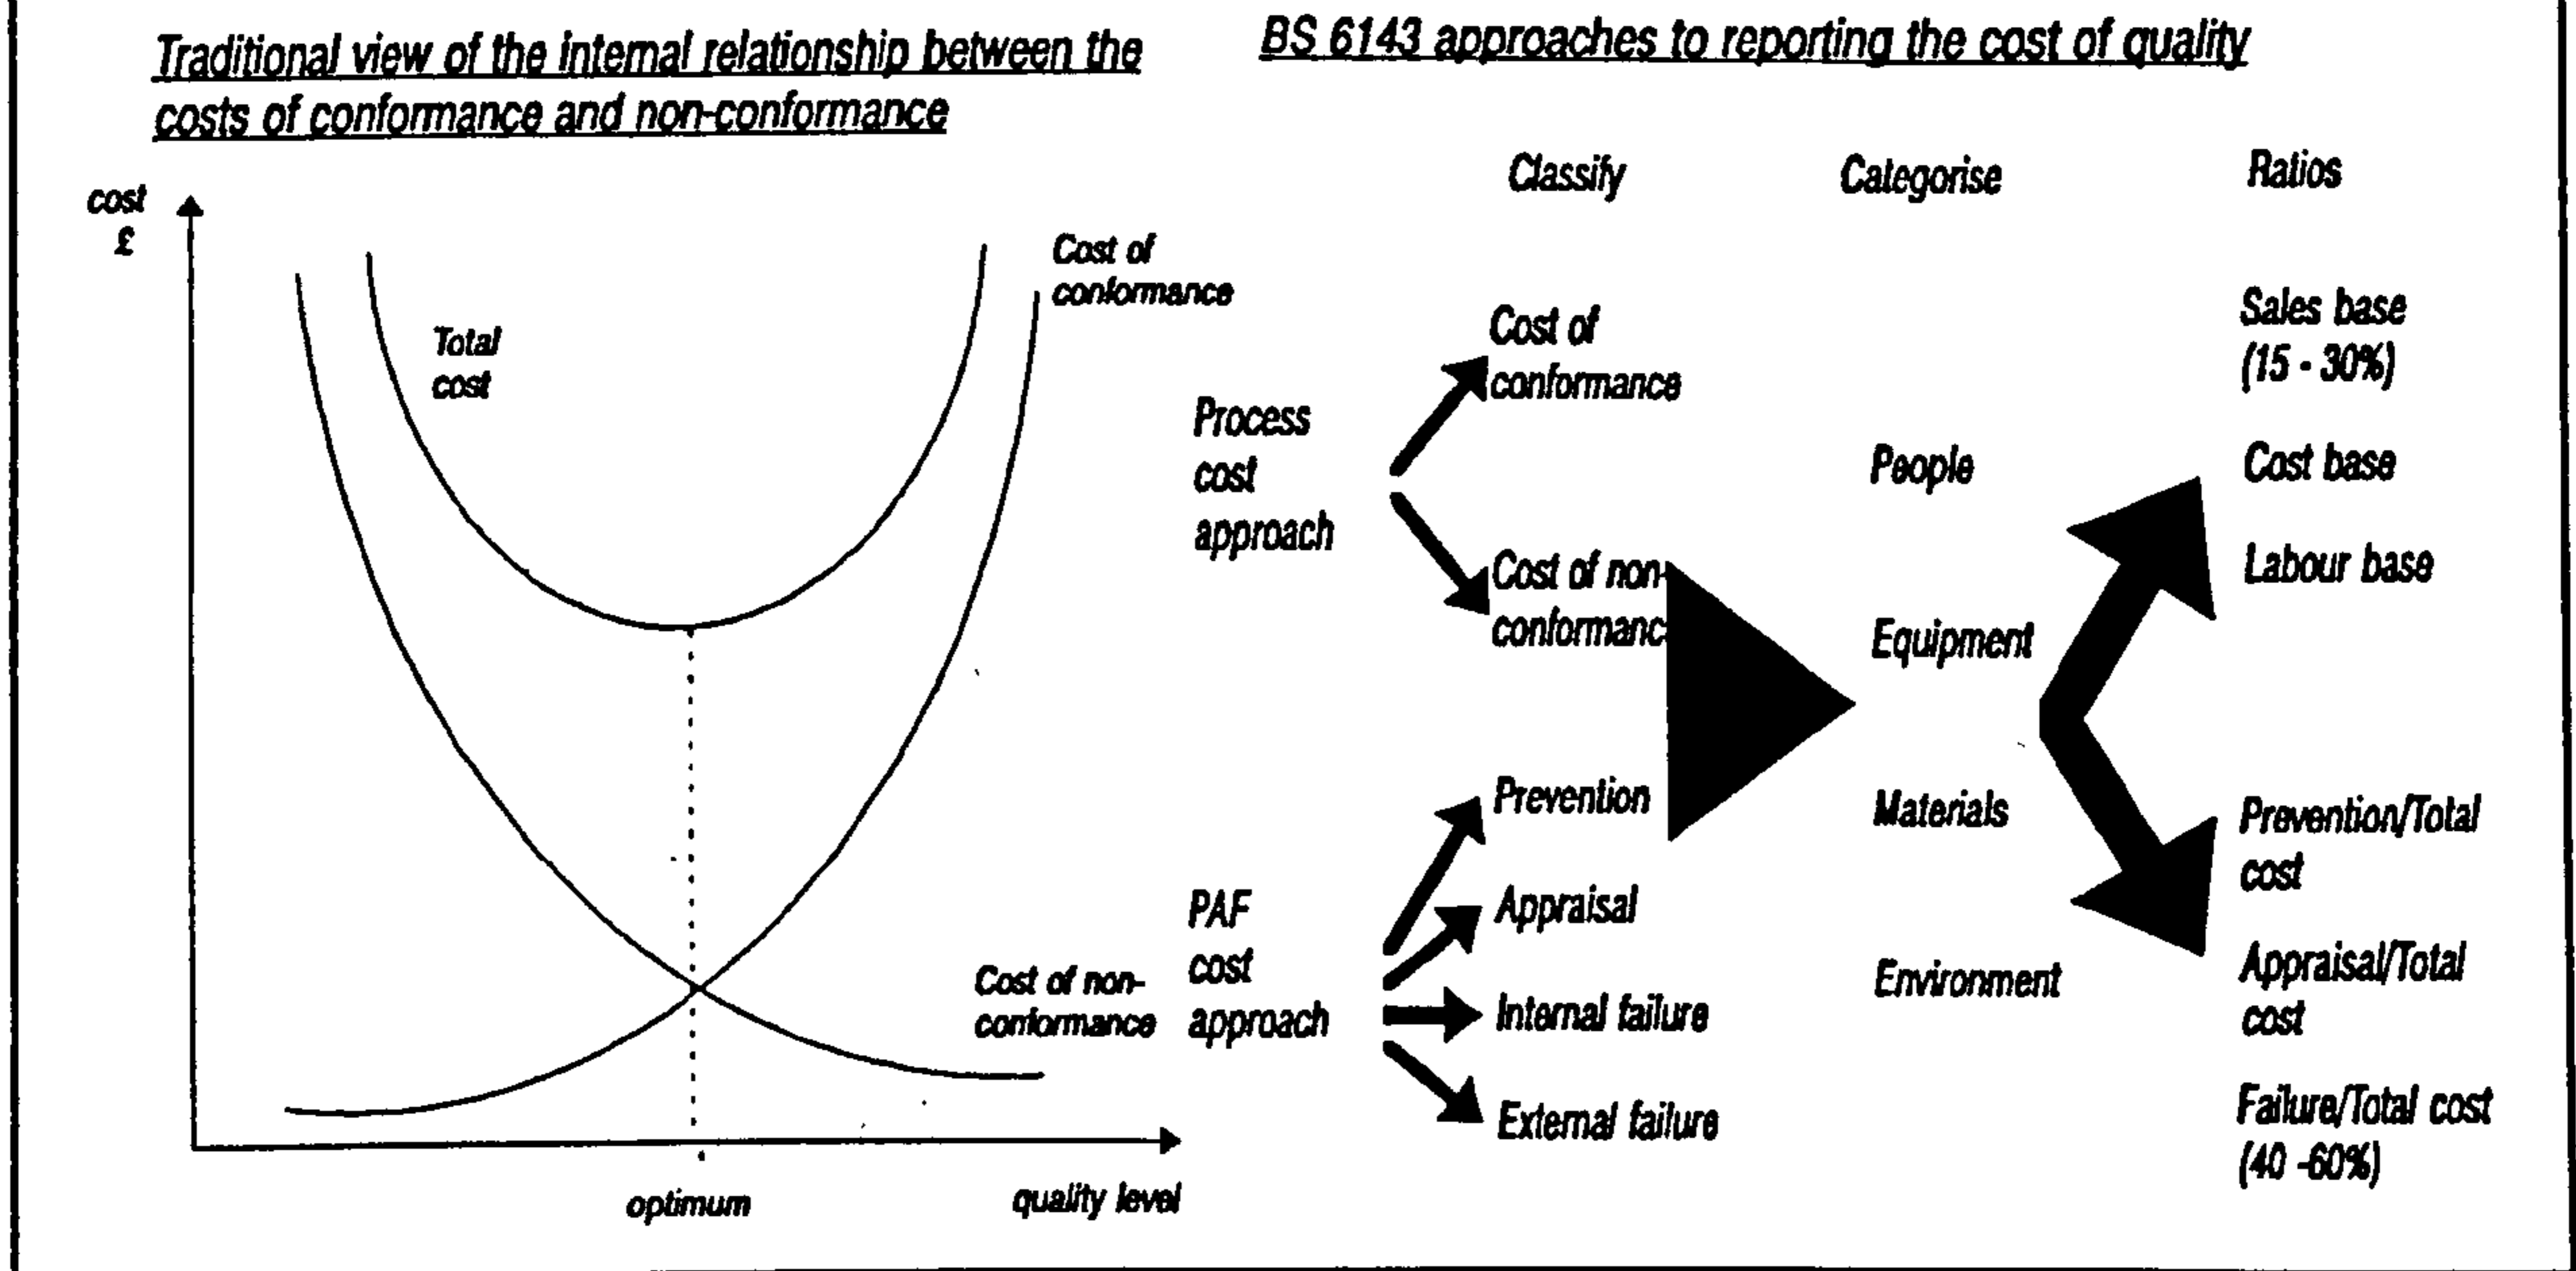 Traditional view of the internal relationship between the
costs of conformance and non-conformance
cost
£
Total
cost
Cost of
conformance
Cost of non-
conformance
optimum
quality level
BS 6143 approaches to reporting the cost of quality
Classify
Categorise
Ratios
Process
cost
approach
Cost of
conformance
Cost of non-
conformanc
PAF
cost
approach
Prevention
Appraisal
Internal failure
External failure
People
Equipment
Materials
Environment
Sales base
(15 - 30%)
Cost base
Labour base
Prevention/Total
cost
Appraisal/Total
cost
Failure/Total cost
(40 -60%)